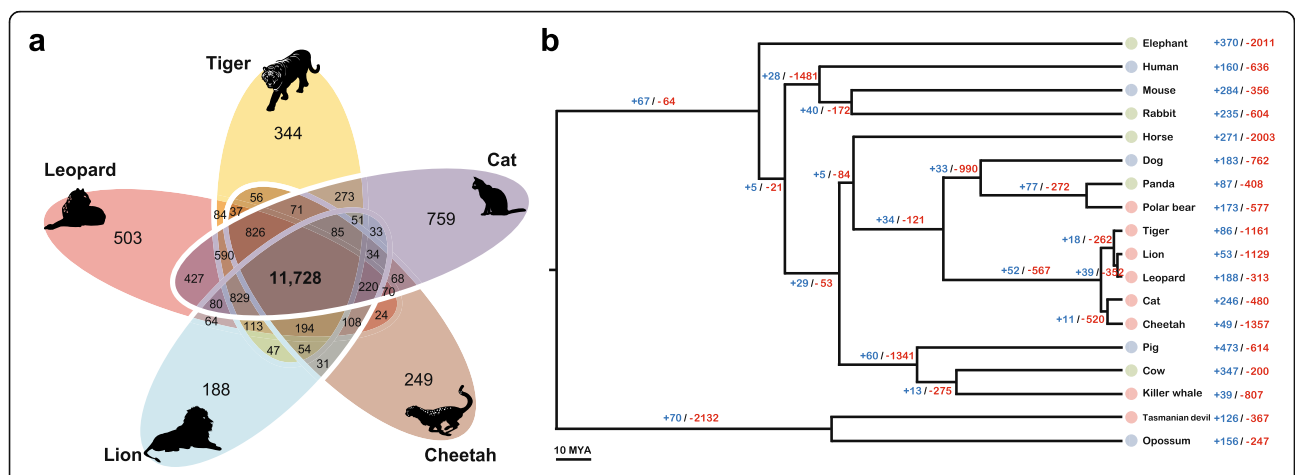 a
b
Tiger
Leopard
Cat
Lion
Cheetah
344
503
759
188
249
56
273
84
37
71
51
33
826
85
34
590
427
11,728
68
220
70
80
829
64
113
194
108
24
47
54
31
+67 / -64
+28 / -1481
+40 / -172
+5 / -21
+5 / -84
+33 / -990
+77 / -272
+34 / -121
+18 / -262
+52 / -567
+39 / -352
+29 / -53
+11 / -520
+60 / -1341
+13 / -275
+70 / -2132
10 MYA
Elephant +370 / -2011
Human +160 / -636
Mouse +284 / -356
Rabbit +235 / -604
Horse +271 / -2003
Dog +183 / -762
Panda +87 / -408
Polar bear +173 / -577
Tiger +86 / -1161
Lion +53 / -1129
Leopard +188 / -313
Cat +246 / -480
Cheetah +49 / -1357
Pig +473 / -614
Cow +347 / -200
Killer whale +39 / -807
Tasmanian devil +126 / -367
Opossum +156 / -247